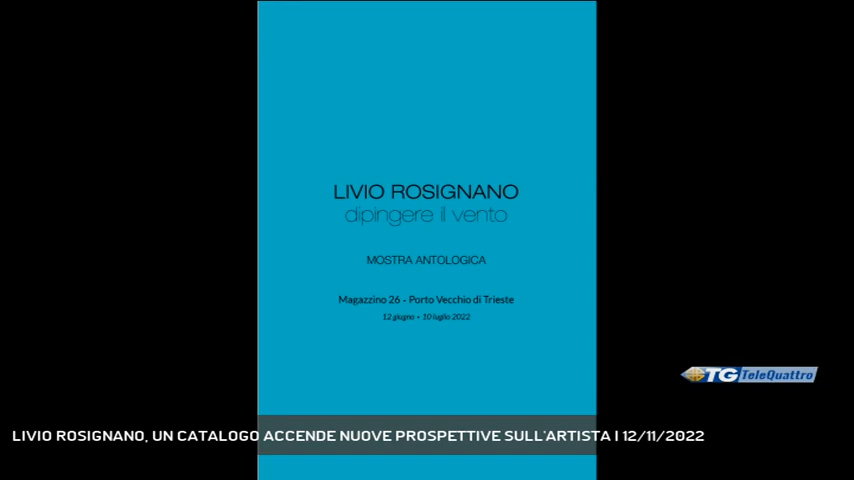 LIVIO ROSIGNANO
dipingere il vento
MOSTRA ANTOLOGICA
Magazzino 26 - Porto Vecchio di Trieste
12 giugno - 10 luglio 2022
TG TeleQuattro
LIVIO ROSIGNANO, UN CATALOGO ACCENDE NUOVE PROSPETTIVE SULL'ARTISTA | 12/11/2022